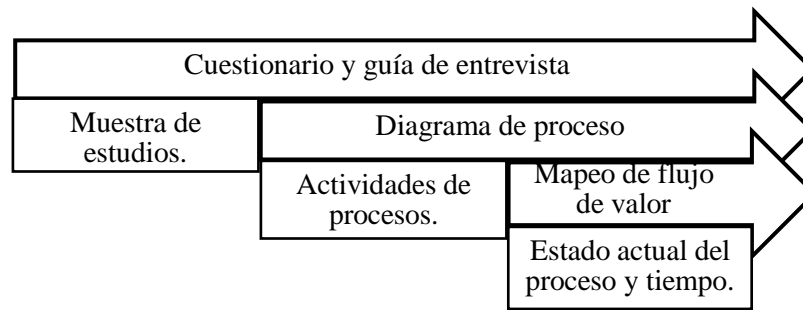 Cuestionario y guía de entrevista
Muestra de
estudios.
Diagrama de proceso
Actividades de
procesos.
Mapeo de flujo
de valor
Estado actual del
proceso y tiempo.